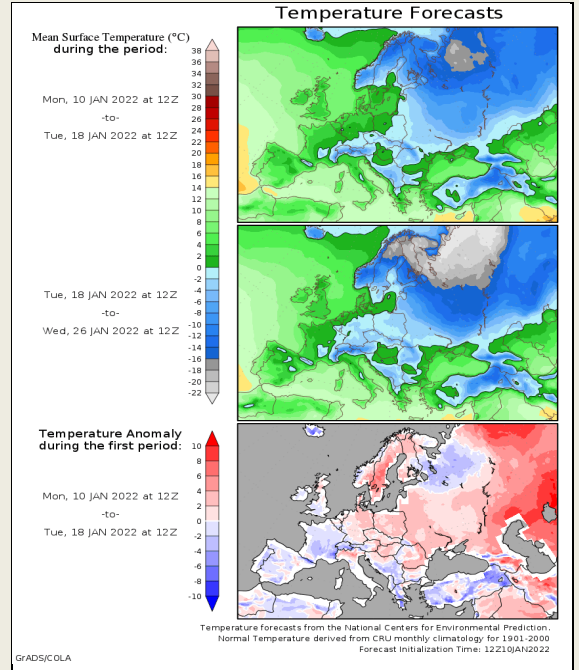 Temperature Forecasts
Mean Surface Temperature (°C)
during the period:
Mon, 10 JAN 2022 at 12Z
-to-
Tue, 18 JAN 2022 at 12Z
38
36
34
32
30
28
26
24
22
20
18
16
14
12
10
8
6
4
2
0
-2
-4
-6
-8
-10
-12
-14
-16
-18
-20
-22
Tue, 18 JAN 2022 at 12Z
-to-
Wed, 26 JAN 2022 at 12Z
Temperature Anomaly
during the first period:
Mon, 10 JAN 2022 at 12Z
-to-
Tue, 18 JAN 2022 at 12Z
10
8
6
4
2
0
-2
-4
-6
-8
-10
Temperature forecasts from the National Centers for Environmental Prediction.
Normal Temperature derived from CRU monthly climatology for 1901-2000
Forecast Initialization Time: 12Z10JAN2022
GrADS/COLA